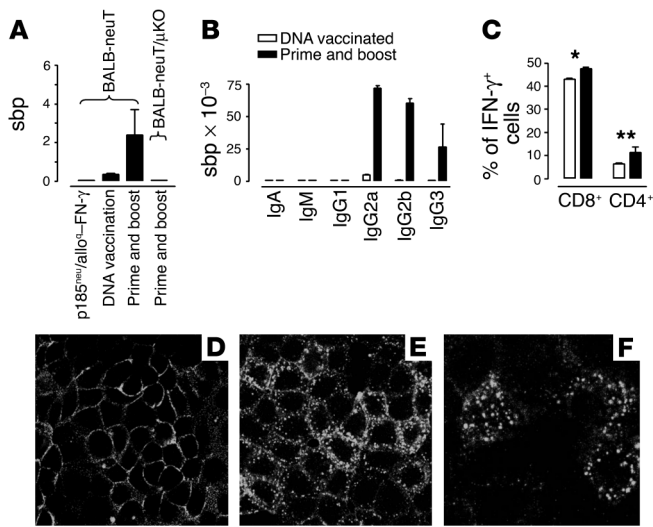 A
BALB-neuT
BALB-neuT/μKO
sbp
6
4
2
0
p185neu/alloq–FN-γ
DNA vaccination
Prime and boost
Prime and boost
B
DNA vaccinated
Prime and boost
sbp × 10–3
75
50
25
0
IgA
IgM
IgG1
IgG2a
IgG2b
IgG3
C
% of IFN-γ+
cells
50
40
30
20
10
0
*
**
CD8+
CD4+
D
E
F